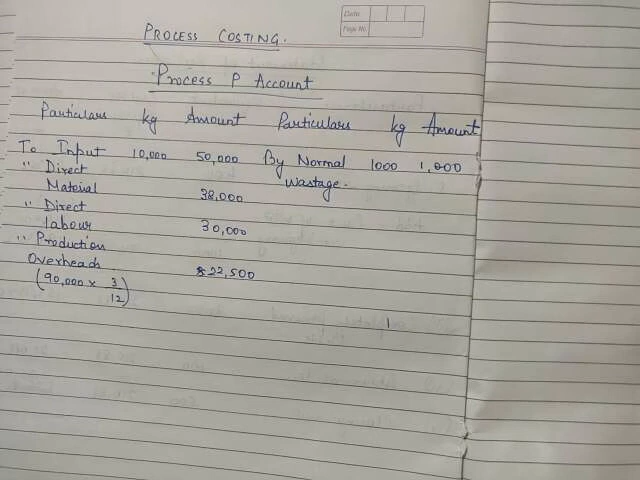 Date
Page No.
PROCESS COSTING.
Process P Account
Particulars kg Amount Particulars kg Amount
To Input 10,000 50,000 By Normal 1000 1,000
" Direct wastage.
Material 38,000
" Direct
labour 30,000
" Production
Overheads 22,500
(90,000 x 3/12)